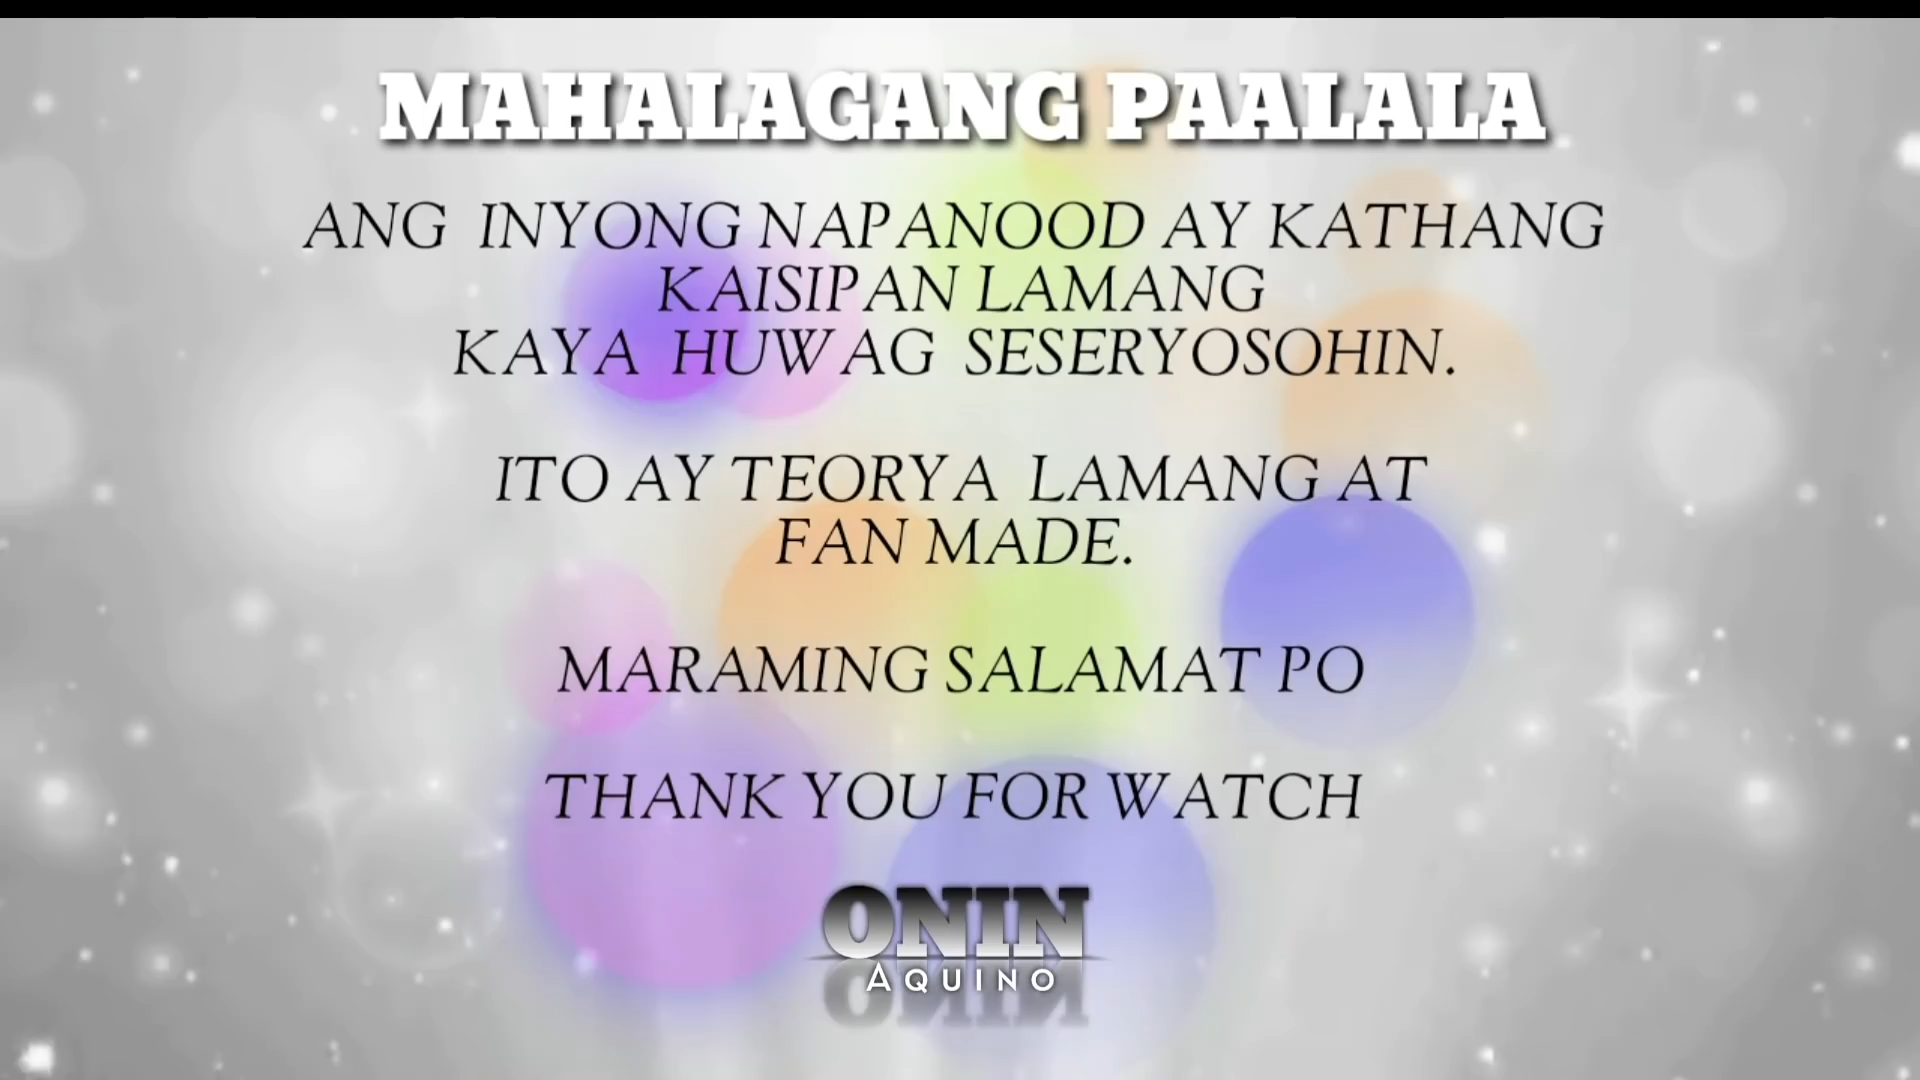 MAHALAGANG PAALALA
ANG INYONG NAPANOOD AY KATHANG
KAISIPAN LAMANG
KAYA HUWAG SESERYOSOHIN.
ITO AY TEORYA LAMANG AT
FAN MADE.
MARAMING SALAMAT PO
THANK YOU FOR WATCH
ONIN
AQUINO